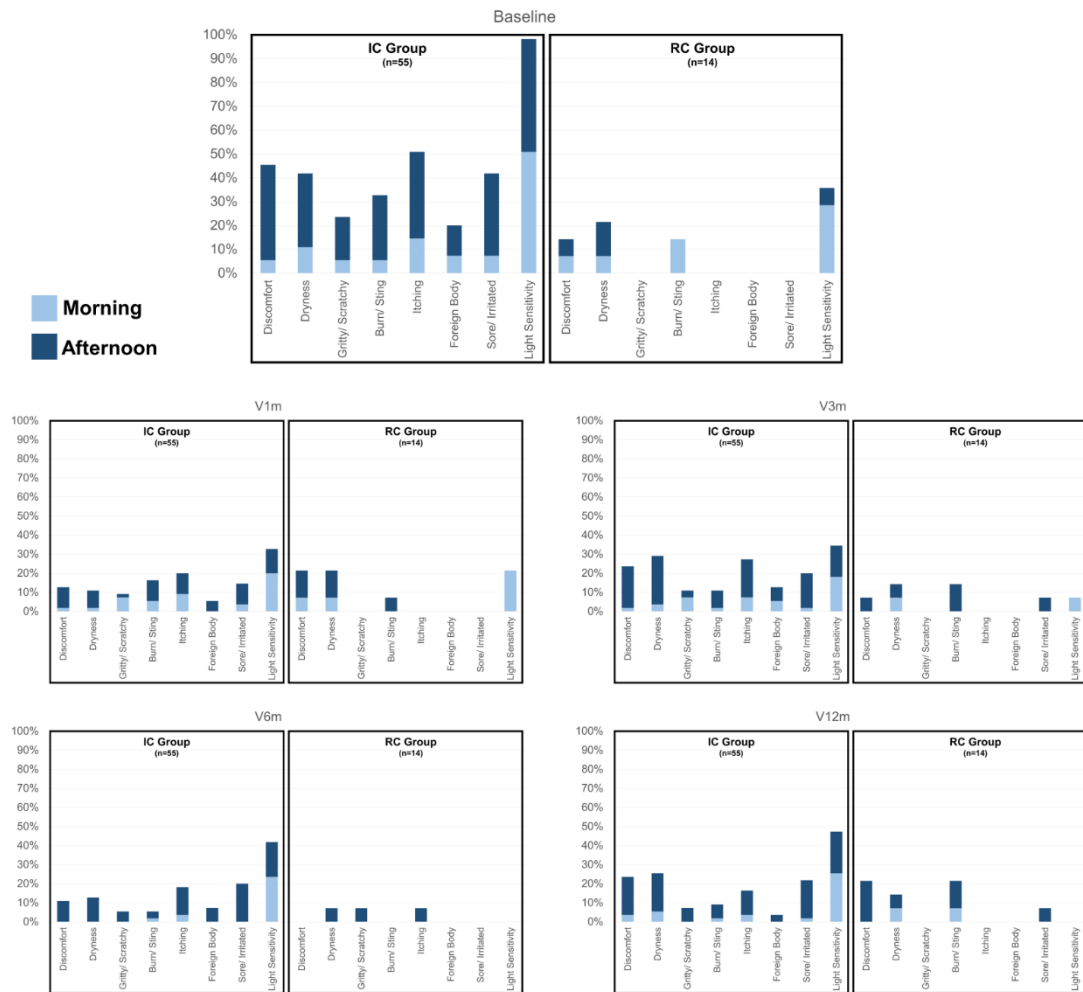 Baseline
IC Group
(n=55)
RC Group
(n=14)
100%
90%
80%
70%
60%
50%
40%
30%
20%
10%
0%
Discomfort
Dryness
Gritty/ Scratchy
Burn/ Sting
Itching
Foreign Body
Sore/ Irritated
Light Sensitivity
Discomfort
Dryness
Gritty/ Scratchy
Burn/ Sting
Itching
Foreign Body
Sore/ Irritated
Light Sensitivity
Morning
Afternoon
V1m
IC Group
(n=55)
RC Group
(n=14)
100%
90%
80%
70%
60%
50%
40%
30%
20%
10%
0%
Discomfort
Dryness
Gritty/ Scratchy
Burn/ Sting
Itching
Foreign Body
Sore/ Irritated
Light Sensitivity
Discomfort
Dryness
Gritty/ Scratchy
Burn/ Sting
Itching
Foreign Body
Sore/ Irritated
Light Sensitivity
V3m
IC Group
(n=55)
RC Group
(n=14)
100%
90%
80%
70%
60%
50%
40%
30%
20%
10%
0%
Discomfort
Dryness
Gritty/ Scratchy
Burn/ Sting
Itching
Foreign Body
Sore/ Irritated
Light Sensitivity
Discomfort
Dryness
Gritty/ Scratchy
Burn/ Sting
Itching
Foreign Body
Sore/ Irritated
Light Sensitivity
V6m
IC Group
(n=55)
RC Group
(n=14)
100%
90%
80%
70%
60%
50%
40%
30%
20%
10%
0%
Discomfort
Dryness
Gritty/ Scratchy
Burn/ Sting
Itching
Foreign Body
Sore/ Irritated
Light Sensitivity
Discomfort
Dryness
Gritty/ Scratchy
Burn/ Sting
Itching
Foreign Body
Sore/ Irritated
Light Sensitivity
V12m
IC Group
(n=55)
RC Group
(n=14)
100%
90%
80%
70%
60%
50%
40%
30%
20%
10%
0%
Discomfort
Dryness
Gritty/ Scratchy
Burn/ Sting
Itching
Foreign Body
Sore/ Irritated
Light Sensitivity
Discomfort
Dryness
Gritty/ Scratchy
Burn/ Sting
Itching
Foreign Body
Sore/ Irritated
Light Sensitivity